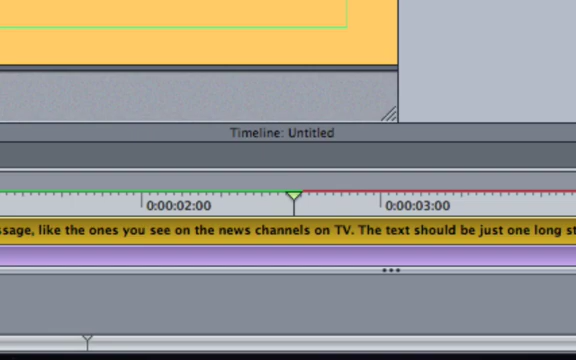 Timeline: Untitled
0:00:02:00 0:00:03:00
ssage, like the ones you see on the news channels on TV. The text should be just one long st